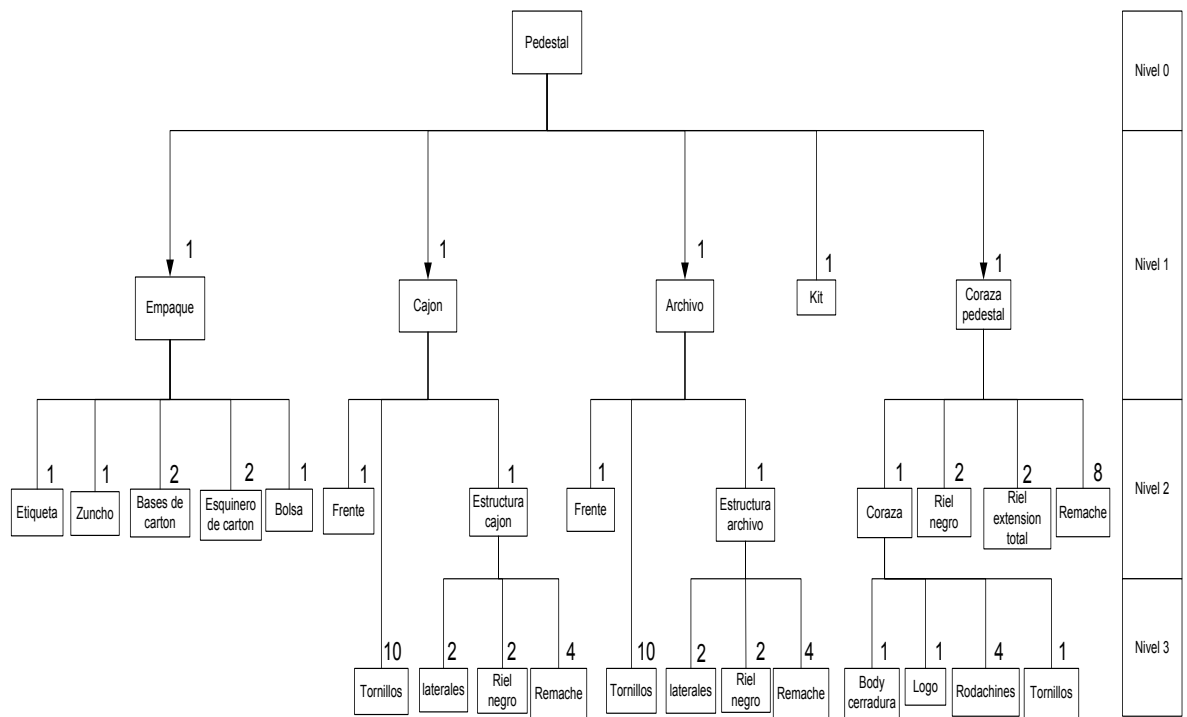 Pedestal
Nivel 0
1
1
1
1
1
Empaque
Cajon
Archivo
Kit
Coraza
pedestal
Nivel 1
1
1
2
2
1
1
1
1
1
1
2
2
8
Etiqueta
Zuncho
Bases de
carton
Esquinero
de carton
Bolsa
Frente
Estructura
cajon
Frente
Estructura
archivo
Coraza
Riel
negro
Riel
extension
total
Remache
Nivel 2
10
2
2
4
10
2
2
4
1
1
4
1
Tornillos
laterales
Riel
negro
Remache
Tornillos
laterales
Riel
negro
Remache
Body
cerradura
Logo
Rodachines
Tornillos
Nivel 3